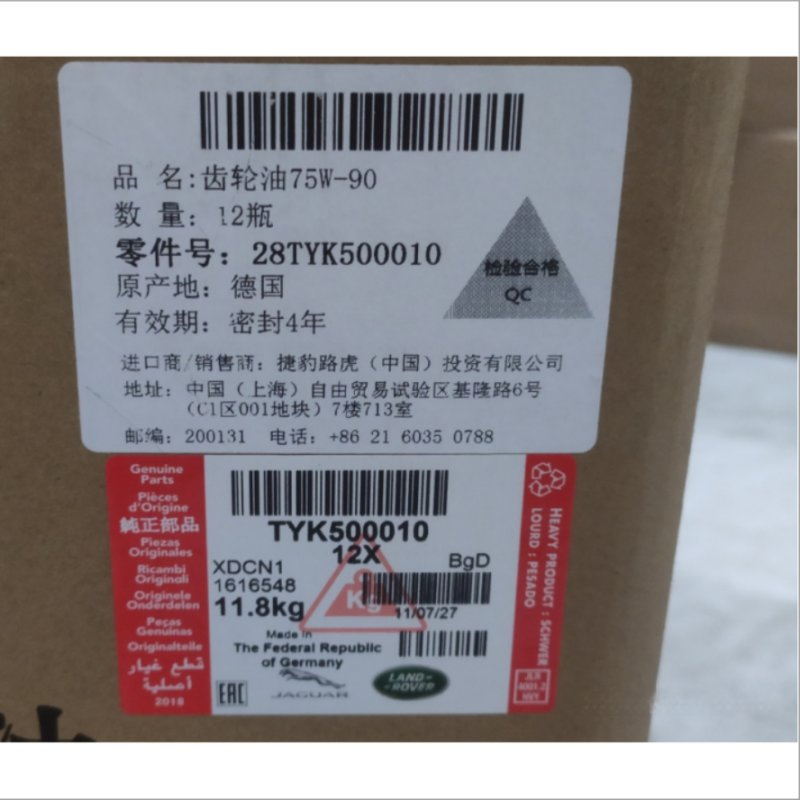 品 名:齿轮油75W-90
数 量: 12瓶
零件号: 28TYK500010
原产地: 德国
有效期: 密封4年
检验合格
QC
进口商/销售商: 捷豹路虎（中国）投资有限公司
地址: 中国（上海）自由贸易试验区基隆路6号
（C1区001地块）7楼713室
邮编: 200131 电话: +86 21 6035 0788
Genuine
Parts
Pièces
d'Origine
純正部品
Piezas
Originales
Ricambi
Originali
Originele
Onderdelen
Peças
Genuínas
Originalteile
قطع غيار
أصلية
2018
TYK500010
12X
XDCN1
BgD
1616548
11.8kg
Kg
11/07/27
Made in
The Federal Republic
of Germany
EAC
JAGUAR
LAND-
ROVER
HEAVY PRODUCT : SCHWER
LOURD : PESADO
JLR
4001.2
HVY